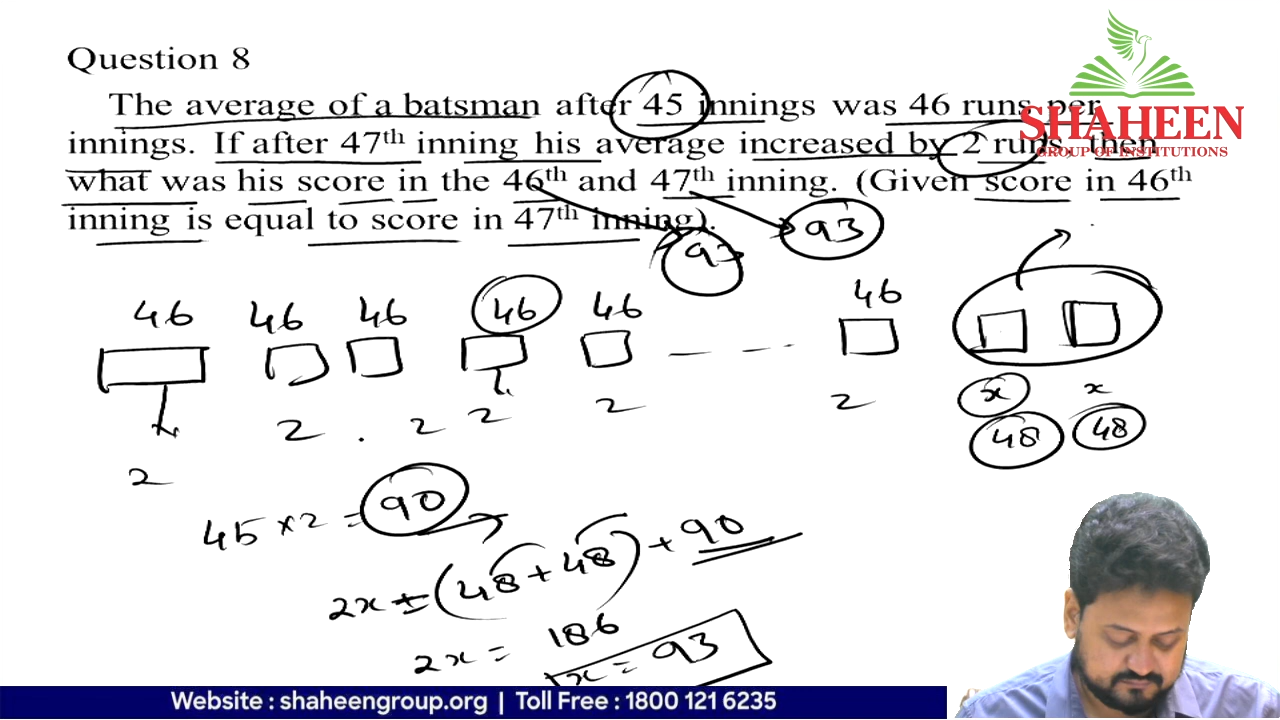 Question 8
The average of a batsman after 45 innings was 46 runs per
innings. If after 47th inning his average increased by 2 runs, then
what was his score in the 46th and 47th inning. (Given score in 46th
inning is equal to score in 47th inning).
SHAHEEN
GROUP OF INSTITUTIONS
93
93
46 46 46 46 46 46
2 2 . 2 2 2 2
x x
48 48
45 × 2 = 90
2x = (48 + 48) + 90
2x = 186
x = 93
Website : shaheengroup.org | Toll Free : 1800 121 6235